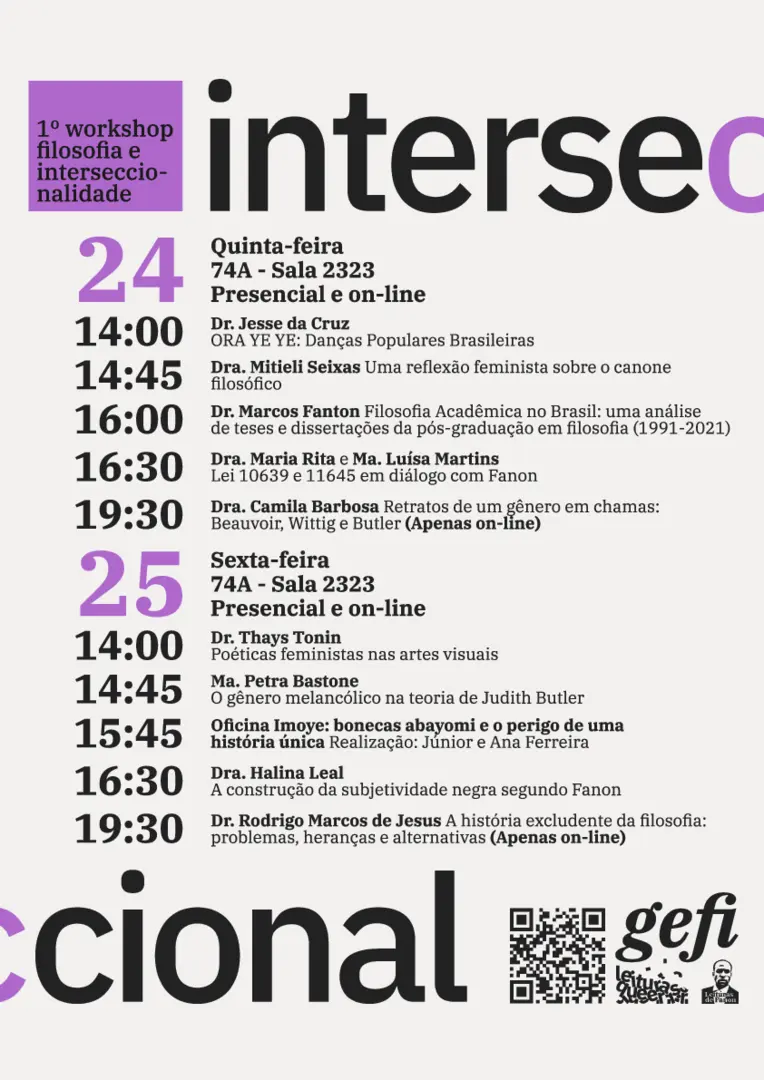 1º workshop
filosofia e
interseccio-
nalidade
intersec
24
Quinta-feira
74A - Sala 2323
Presencial e on-line
14:00
Dr. Jesse da Cruz
ORA YE YE: Danças Populares Brasileiras
14:45
Dra. Mitieli Seixas Uma reflexão feminista sobre o canone
filosófico
16:00
Dr. Marcos Fanton Filosofia Acadêmica no Brasil: uma análise
de teses e dissertações da pós-graduação em filosofia (1991-2021)
16:30
Dra. Maria Rita e Ma. Luísa Martins
Lei 10639 e 11645 em diálogo com Fanon
19:30
Dra. Camila Barbosa Retratos de um gênero em chamas:
Beauvoir, Wittig e Butler (Apenas on-line)
25
Sexta-feira
74A - Sala 2323
Presencial e on-line
14:00
Dr. Thays Tonin
Poéticas feministas nas artes visuais
14:45
Ma. Petra Bastone
O gênero melancólico na teoria de Judith Butler
15:45
Oficina Imoye: bonecas abayomi e o perigo de uma
história única Realização: Júnior e Ana Ferreira
16:30
Dra. Halina Leal
A construção da subjetividade negra segundo Fanon
19:30
Dr. Rodrigo Marcos de Jesus A história excludente da filosofia:
problemas, heranças e alternativas (Apenas on-line)
ccional
gefi
leituras
Leituras
de Fanon